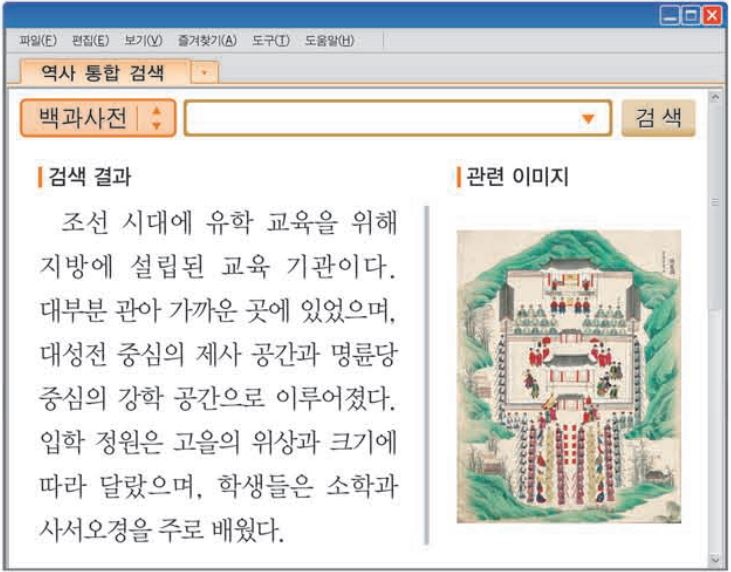 파일(F) 편집(E) 보기(V) 즐겨찾기(A) 도구(T) 도움말(H)
역사 통합 검색
백과사전
검색
검색 결과
조선 시대에 유학 교육을 위해
지방에 설립된 교육 기관이다.
대부분 관아 가까운 곳에 있었으며,
대성전 중심의 제사 공간과 명륜당
중심의 강학 공간으로 이루어졌다.
입학 정원은 고을의 위상과 크기에
따라 달랐으며, 학생들은 소학과
사서오경을 주로 배웠다.
관련 이미지